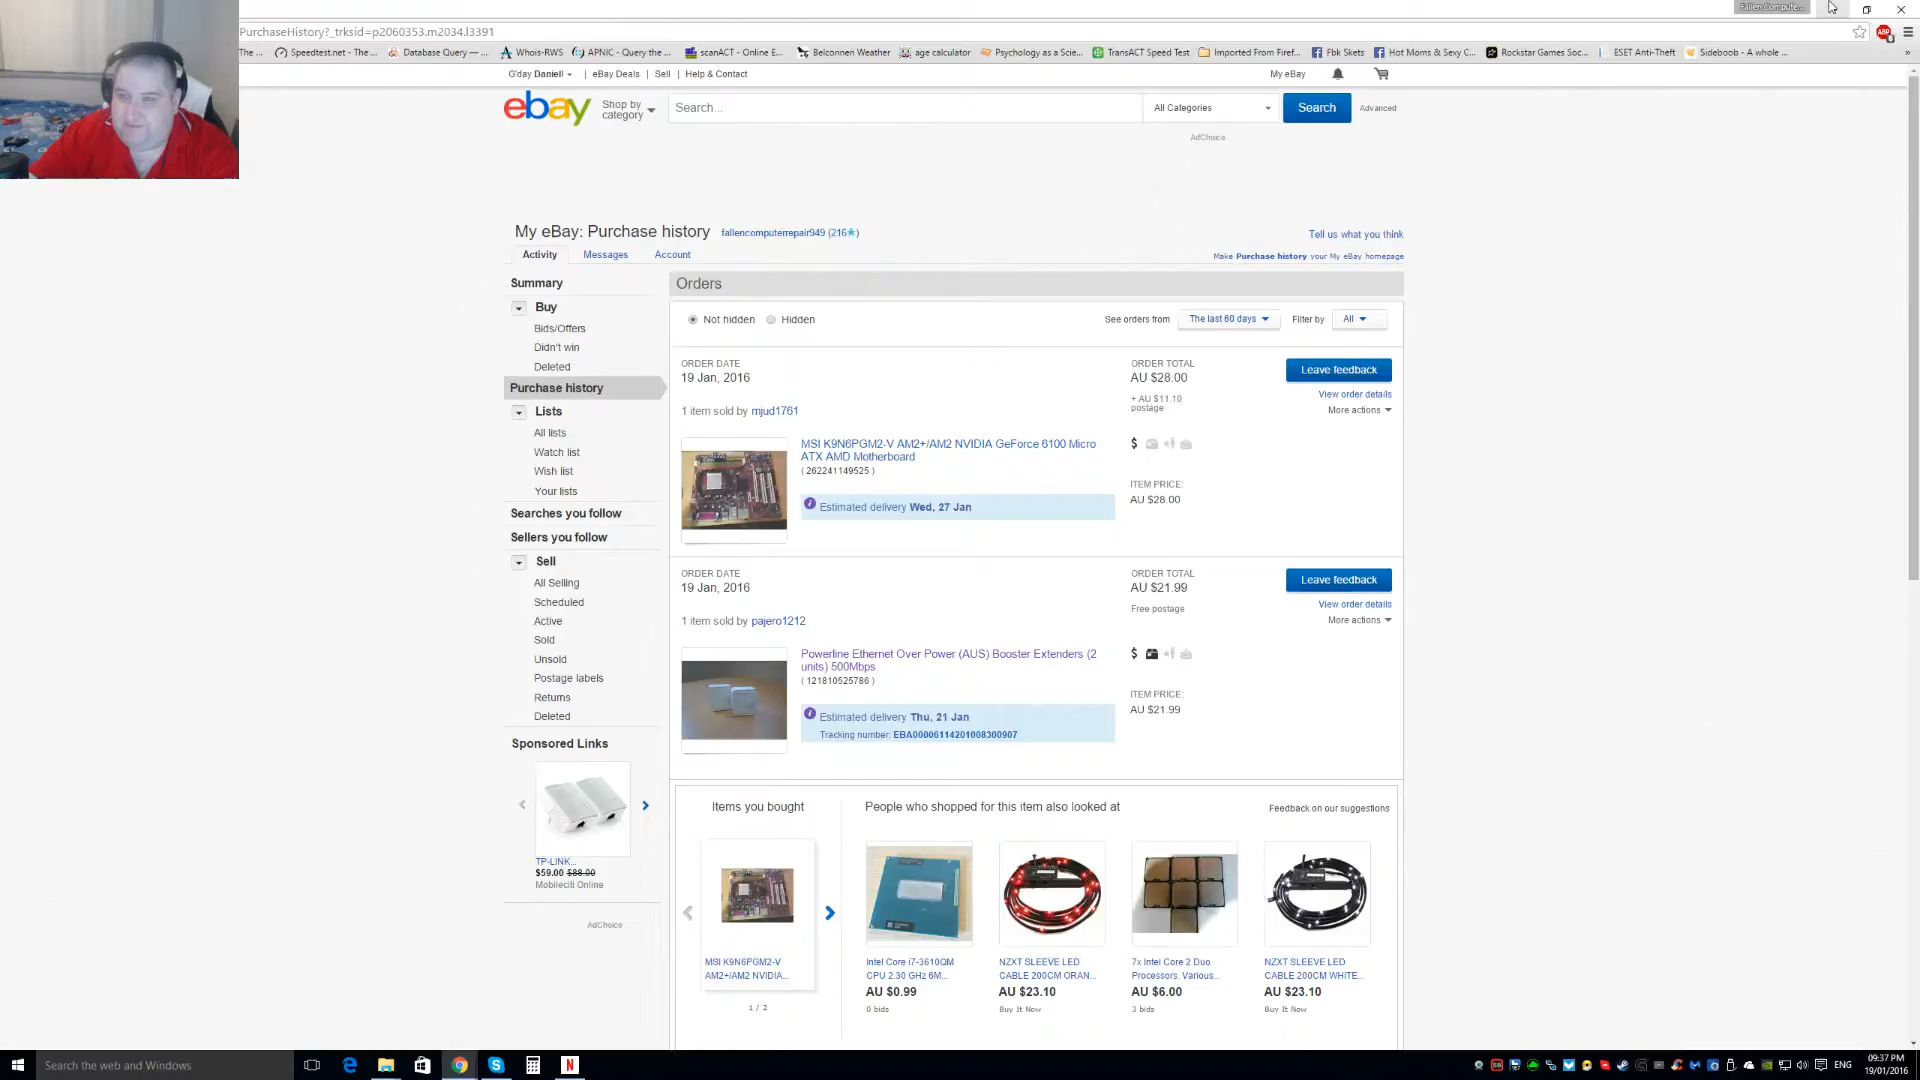 Fallen Compute...
PurchaseHistory?_trksid=p2060353.m2034.l3391
The ... Speedtest.net - The ... Database Query —... Whois-RWS APNIC - Query the ... scanACT - Online E... Belconnen Weather age calculator Psychology as a Scie... TransACT Speed Test Imported From Firef... Fbk Skets Hot Moms & Sexy C... Rockstar Games Soc... ESET Anti-Theft Sideboob - A whole ...
G'day Daniel! eBay Deals Sell Help & Contact My eBay
ebay Shop by category Search... All Categories Search Advanced
AdChoice
My eBay: Purchase history fallencomputerrepair949 (216★) Tell us what you think
Activity Messages Account Make Purchase history your My eBay homepage
Summary
Buy
Bids/Offers
Didn't win
Deleted
Purchase history
Lists
All lists
Watch list
Wish list
Your lists
Searches you follow
Sellers you follow
Sell
All Selling
Scheduled
Active
Sold
Unsold
Postage labels
Returns
Deleted
Sponsored Links
TP-LINK...
$59.00 $88.00
Mobileciti Online
AdChoice
Orders
Not hidden Hidden See orders from The last 60 days Filter by All
ORDER DATE ORDER TOTAL Leave feedback
19 Jan, 2016 AU $28.00
View order details
+ AU $11.10
postage
More actions
1 item sold by mjud1761
MSI K9N6PGM2-V AM2+/AM2 NVIDIA GeForce 6100 Micro $
ATX AMD Motherboard
( 262241149525 )
ITEM PRICE:
AU $28.00
Estimated delivery Wed, 27 Jan
ORDER DATE ORDER TOTAL Leave feedback
19 Jan, 2016 AU $21.99
View order details
Free postage
More actions
1 item sold by pajero1212
Powerline Ethernet Over Power (AUS) Booster Extenders (2 $
units) 500Mbps
( 121810525786 )
ITEM PRICE:
AU $21.99
Estimated delivery Thu, 21 Jan
Tracking number: EBA00006114201008300907
Items you bought People who shopped for this item also looked at Feedback on our suggestions
MSI K9N6PGM2-V
AM2+/AM2 NVIDIA...
1 / 2
Intel Core i7-3610QM
CPU 2.30 GHz 6M...
AU $0.99
0 bids
NZXT SLEEVE LED
CABLE 200CM ORAN...
AU $23.10
Buy It Now
7x Intel Core 2 Duo
Processors. Various...
AU $6.00
3 bids
NZXT SLEEVE LED
CABLE 200CM WHITE...
AU $23.10
Buy It Now
Search the web and Windows
ENG
09:37 PM
19/01/2016